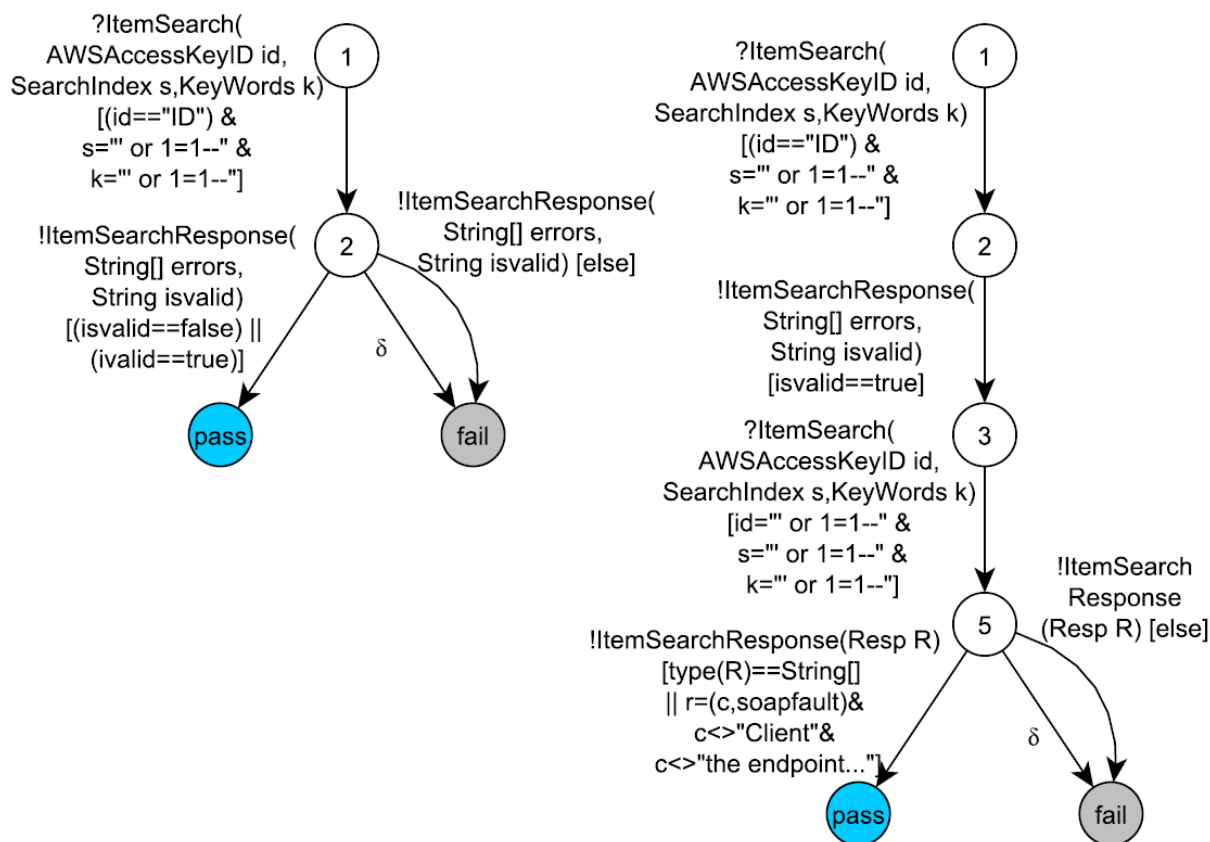 ?ItemSearch(
AWSAccessKeyID id,
SearchIndex s,KeyWords k)
[(id=="ID") &
s="' or 1=1--" &
k="' or 1=1--"]
1
!ItemSearchResponse(
String[] errors,
String isvalid)
[(isvalid==false) ||
(ivalid==true)]
2
!ItemSearchResponse(
String[] errors,
String isvalid) [else]
δ
pass
fail
?ItemSearch(
AWSAccessKeyID id,
SearchIndex s,KeyWords k)
[(id=="ID") &
s="' or 1=1--" &
k="' or 1=1--"]
1
2
!ItemSearchResponse(
String[] errors,
String isvalid)
[isvalid==true]
3
?ItemSearch(
AWSAccessKeyID id,
SearchIndex s,KeyWords k)
[id="' or 1=1--" &
s="' or 1=1--" &
k="' or 1=1--"]
5
!ItemSearch
Response
(Resp R) [else]
!ItemSearchResponse(Resp R)
[type(R)==String[]
|| r=(c,soapfault)&
c<>"Client"&
c<>"the endpoint..."]
δ
pass
fail